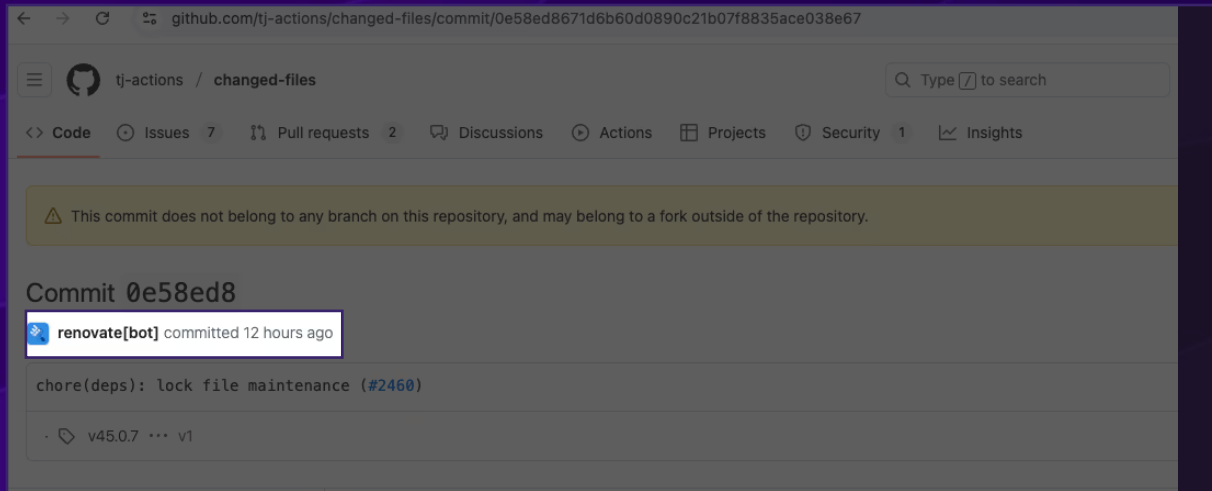 github.com/tj-actions/changed-files/commit/0e58ed8671d6b60d0890c21b07f8835ace038e67
tj-actions / changed-files
Type / to search
<> Code Issues 7 Pull requests 2 Discussions Actions Projects Security 1 Insights
This commit does not belong to any branch on this repository, and may belong to a fork outside of the repository.
Commit 0e58ed8
renovate[bot] committed 12 hours ago
chore(deps): lock file maintenance (#2460)
· v45.0.7 ··· v1